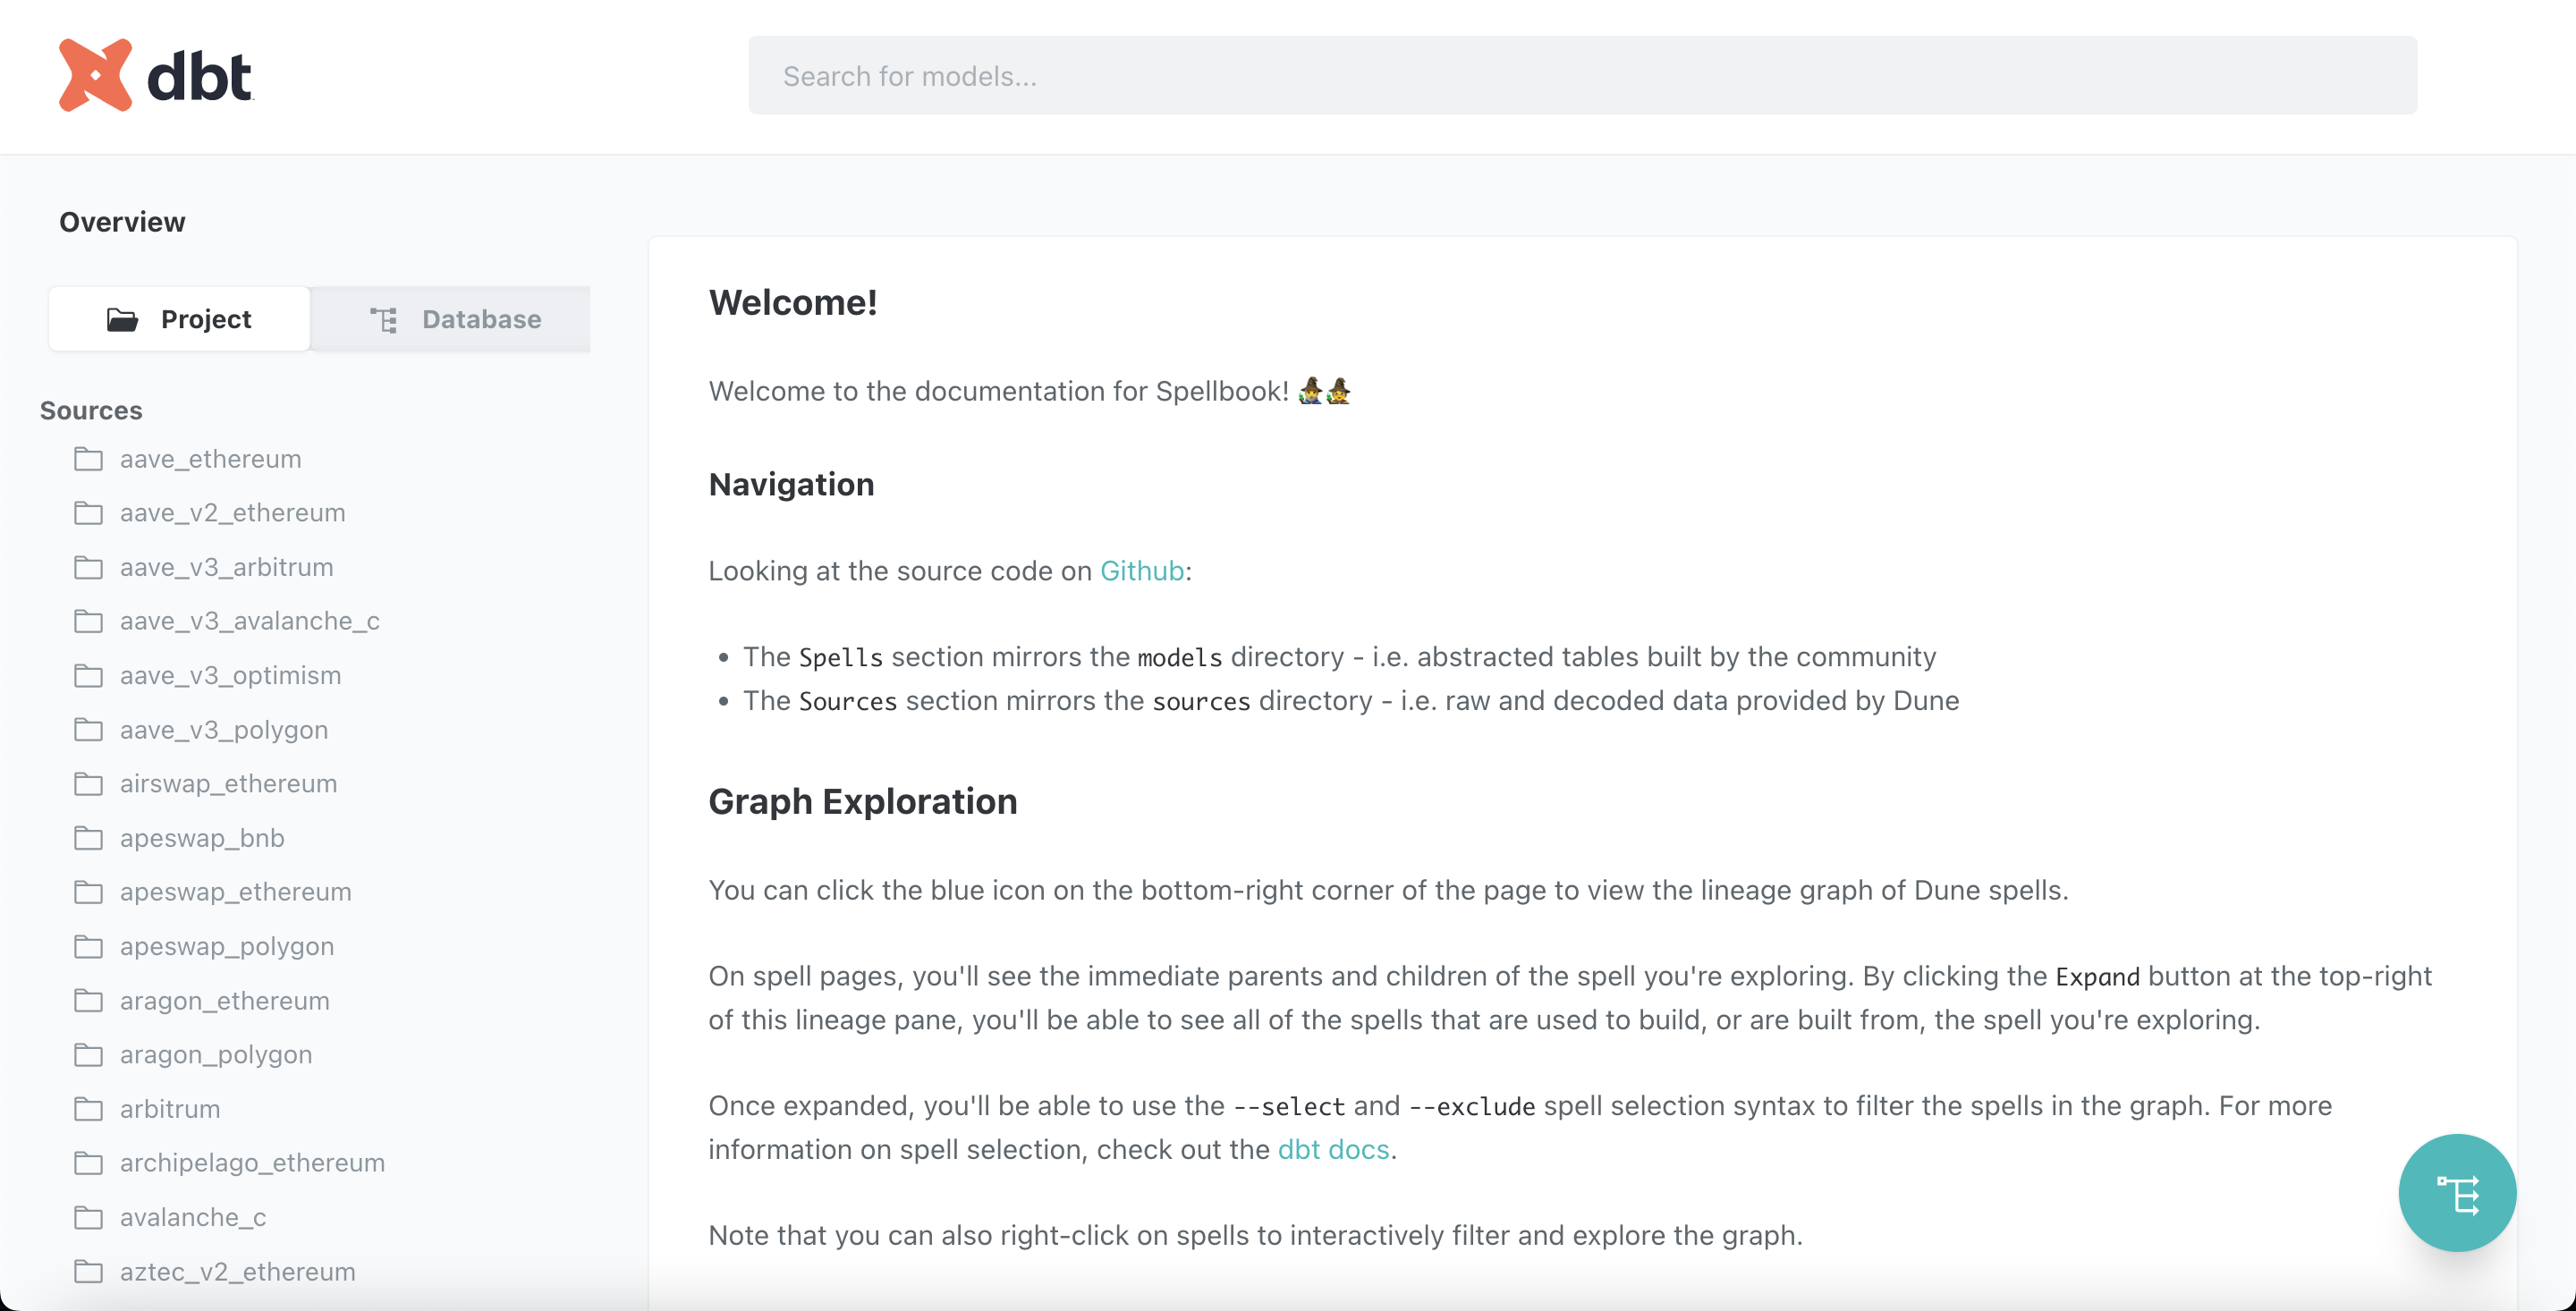 dbt
Search for models...
Overview
Project
Database
Sources
aave_ethereum
aave_v2_ethereum
aave_v3_arbitrum
aave_v3_avalanche_c
aave_v3_optimism
aave_v3_polygon
airswap_ethereum
apeswap_bnb
apeswap_ethereum
apeswap_polygon
aragon_ethereum
aragon_polygon
arbitrum
archipelago_ethereum
avalanche_c
aztec_v2_ethereum
Welcome!
Welcome to the documentation for Spellbook! 🧙‍♂️🧙
Navigation
Looking at the source code on Github:
• The Spells section mirrors the models directory - i.e. abstracted tables built by the community
• The Sources section mirrors the sources directory - i.e. raw and decoded data provided by Dune
Graph Exploration
You can click the blue icon on the bottom-right corner of the page to view the lineage graph of Dune spells.
On spell pages, you'll see the immediate parents and children of the spell you're exploring. By clicking the Expand button at the top-right
of this lineage pane, you'll be able to see all of the spells that are used to build, or are built from, the spell you're exploring.
Once expanded, you'll be able to use the --select and --exclude spell selection syntax to filter the spells in the graph. For more
information on spell selection, check out the dbt docs.
Note that you can also right-click on spells to interactively filter and explore the graph.